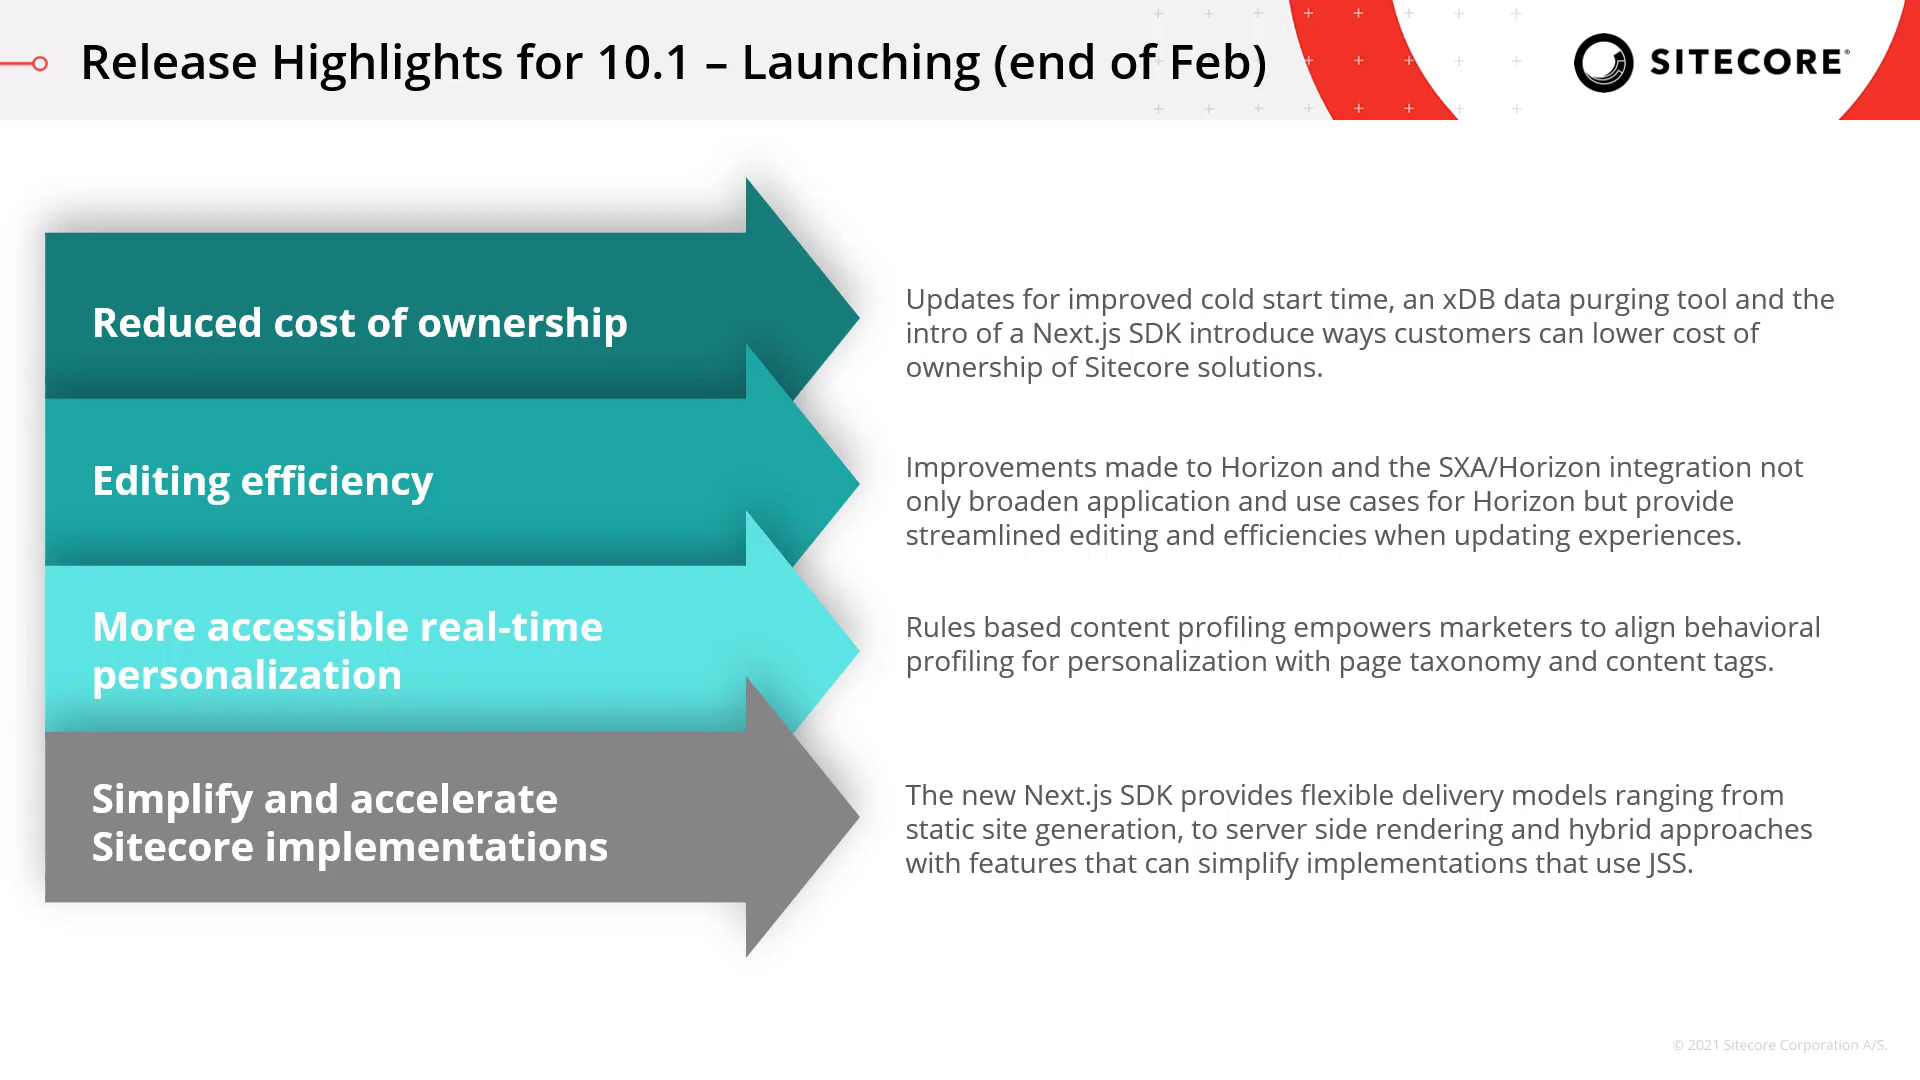 Release Highlights for 10.1 – Launching (end of Feb)
SITECORE®
Reduced cost of ownership
Updates for improved cold start time, an xDB data purging tool and the
intro of a Next.js SDK introduce ways customers can lower cost of
ownership of Sitecore solutions.
Editing efficiency
Improvements made to Horizon and the SXA/Horizon integration not
only broaden application and use cases for Horizon but provide
streamlined editing and efficiencies when updating experiences.
More accessible real-time
personalization
Rules based content profiling empowers marketers to align behavioral
profiling for personalization with page taxonomy and content tags.
Simplify and accelerate
Sitecore implementations
The new Next.js SDK provides flexible delivery models ranging from
static site generation, to server side rendering and hybrid approaches
with features that can simplify implementations that use JSS.
© 2021 Sitecore Corporation A/S.